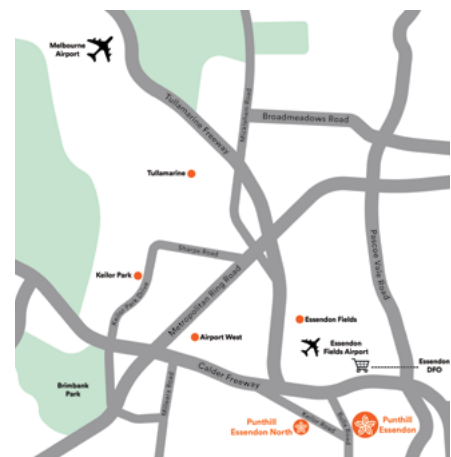 Melbourne
Airport
Tullamarine Freeway
Mickleham Road
Broadmeadows Road
Tullamarine
Pascoe Vale Road
Sharps Road
Keilor Park
Keilor Park Drive
Metropolitan Ring Road
Essendon Fields
Airport West
Essendon
Fields Airport
Essendon
DFO
Calder Freeway
Brimbank
Park
Milleara Road
Keilor Road
Punthill
Essendon North
Punthill
Essendon